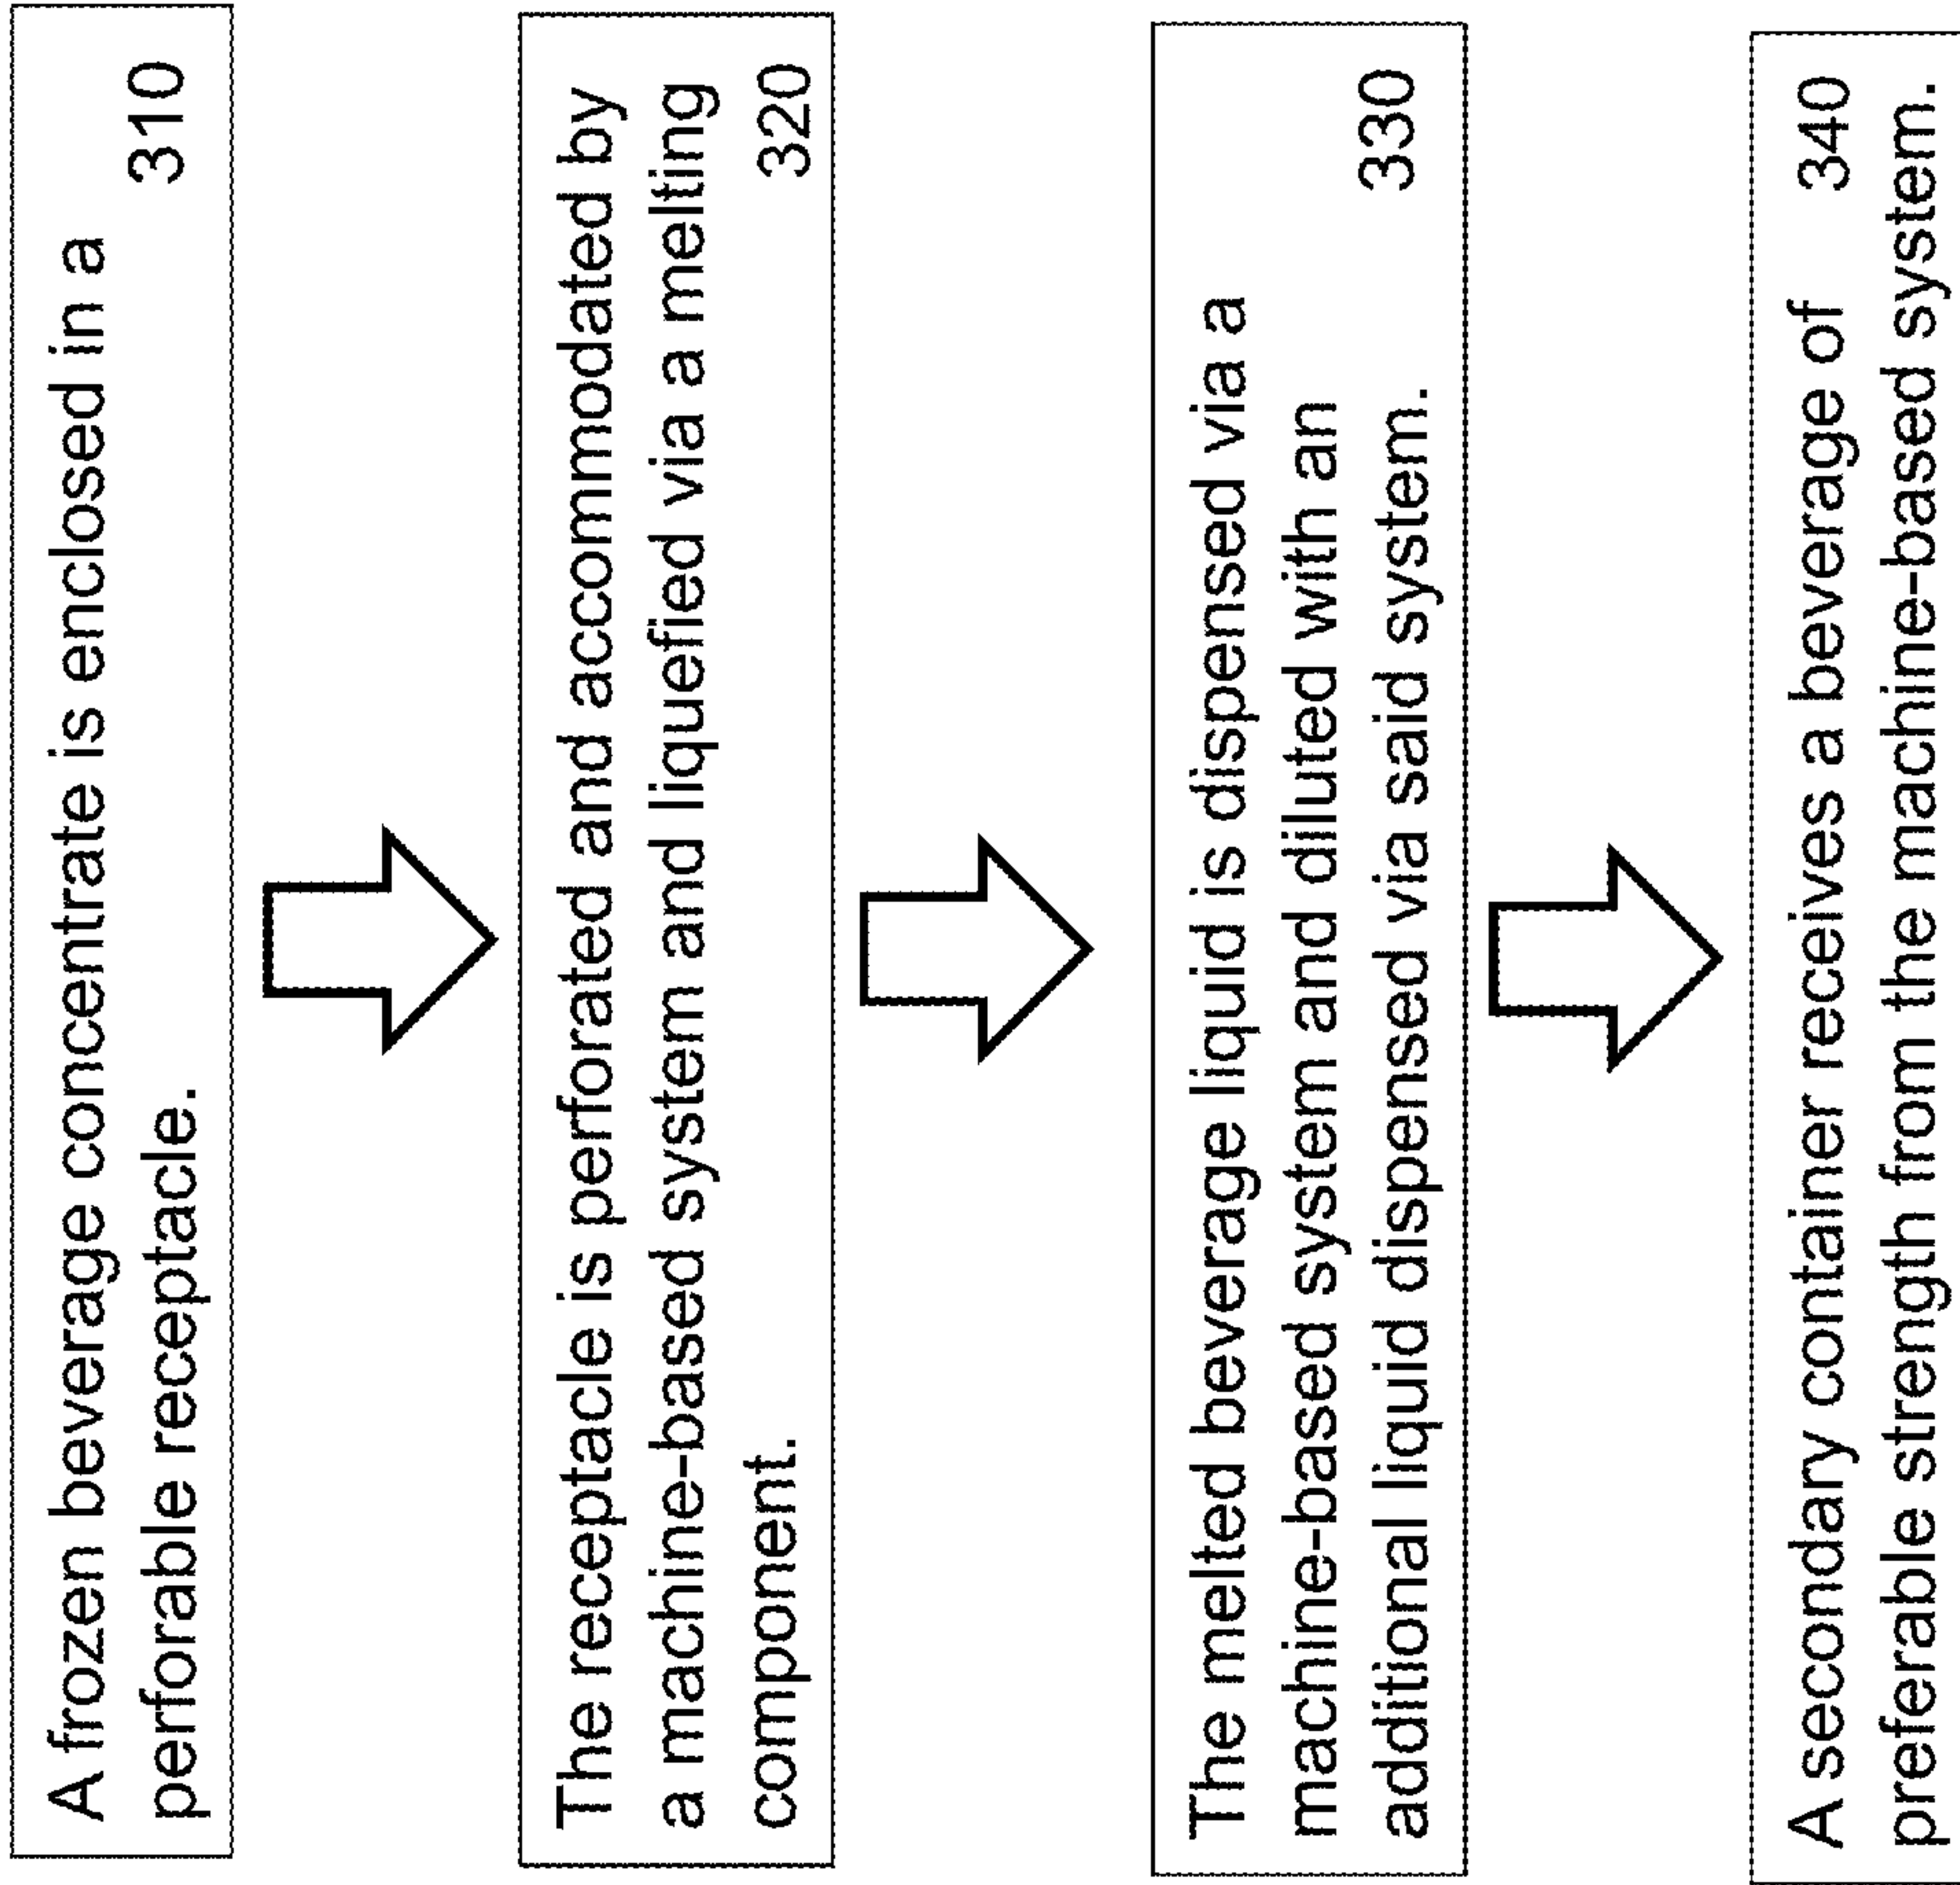 A frozen beverage concentrate is enclosed in a
perforable receptacle. 310
The receptacle is perforated and accommodated by
a machine-based system and liquefied via a melting
component. 320
The melted beverage liquid is dispensed via a
machine-based system and diluted with an
additional liquid dispensed via said system. 330
A secondary container receives a beverage of 340
preferable strength from the machine-based system.